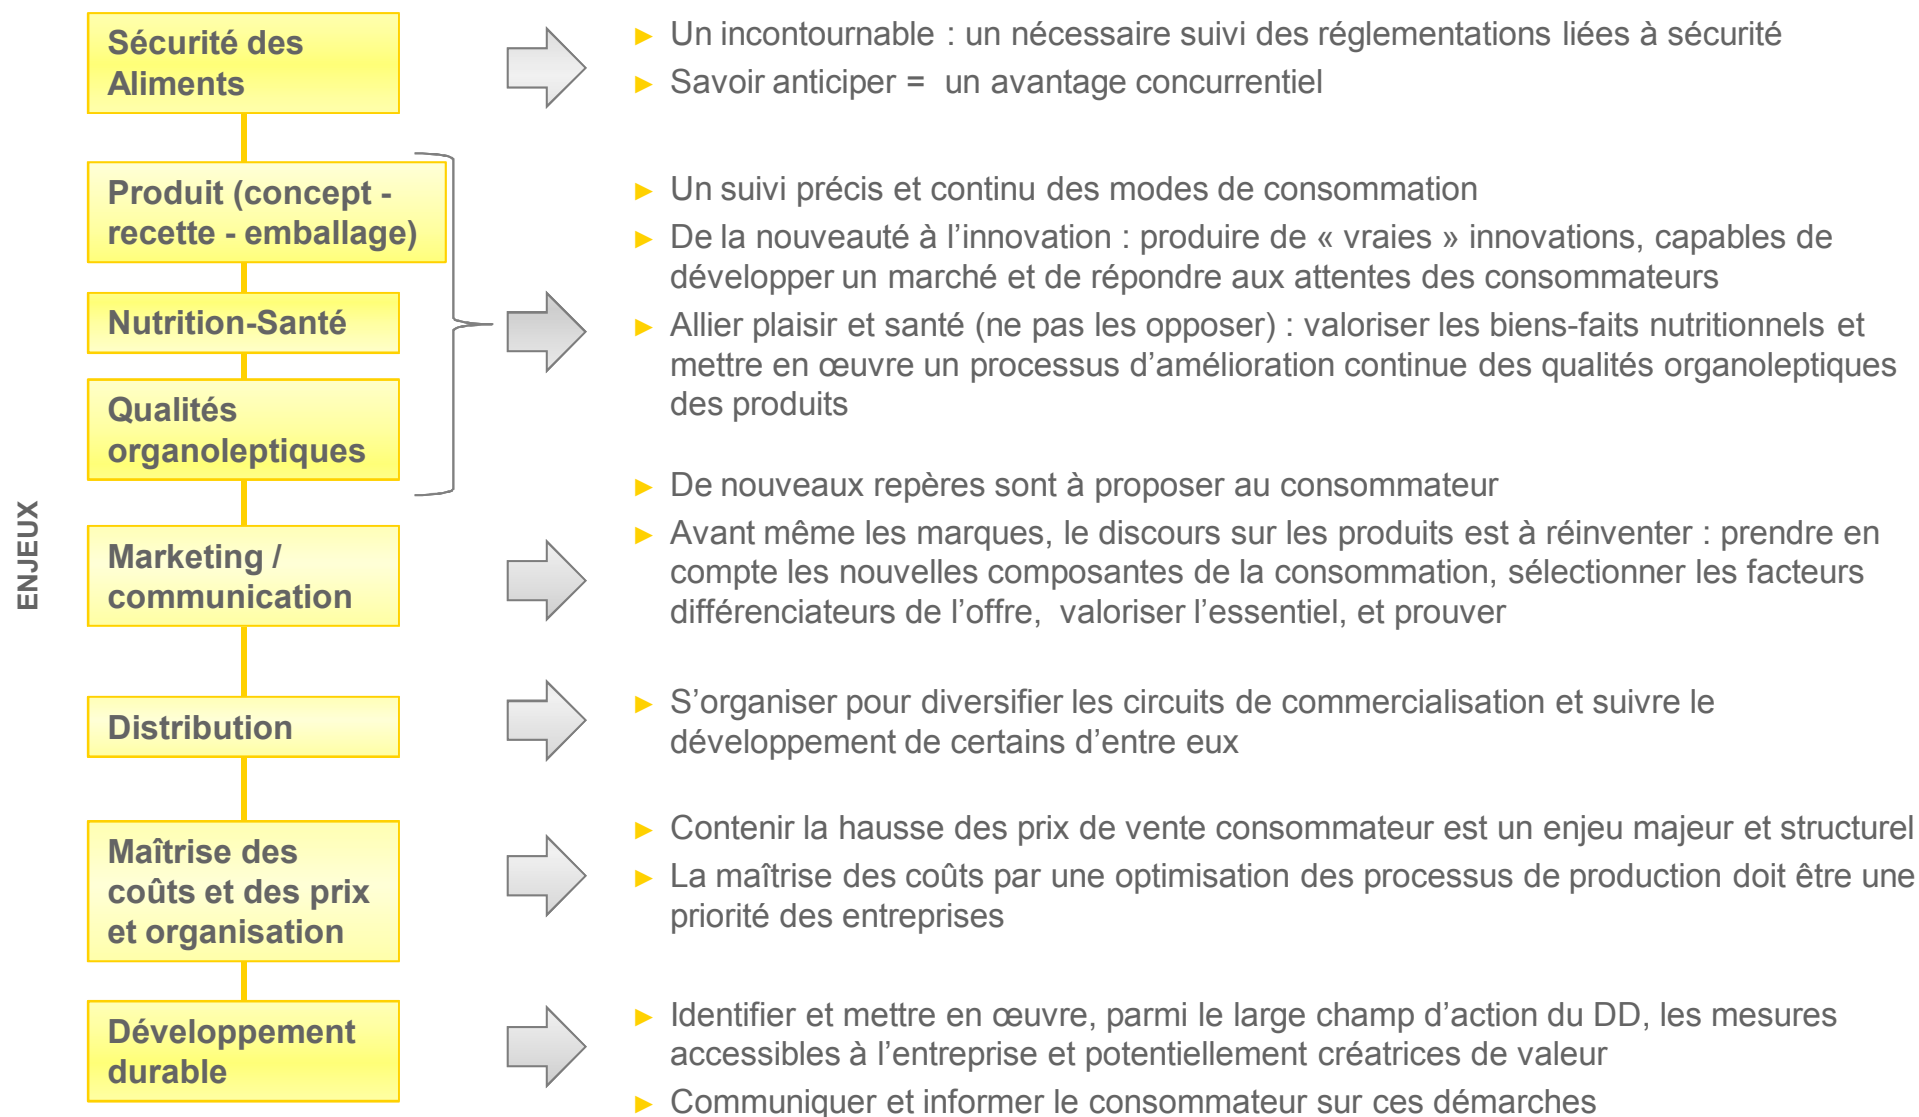 ENJEUX
Sécurité des
Aliments
► Un incontournable : un nécessaire suivi des réglementations liées à sécurité
► Savoir anticiper = un avantage concurrentiel
Produit (concept -
recette - emballage)
Nutrition-Santé
Qualités
organoleptiques
► Un suivi précis et continu des modes de consommation
► De la nouveauté à l’innovation : produire de « vraies » innovations, capables de
développer un marché et de répondre aux attentes des consommateurs
► Allier plaisir et santé (ne pas les opposer) : valoriser les biens-faits nutritionnels et
mettre en œuvre un processus d’amélioration continue des qualités organoleptiques
des produits
Marketing /
communication
► De nouveaux repères sont à proposer au consommateur
► Avant même les marques, le discours sur les produits est à réinventer : prendre en
compte les nouvelles composantes de la consommation, sélectionner les facteurs
différenciateurs de l’offre, valoriser l’essentiel, et prouver
Distribution
► S’organiser pour diversifier les circuits de commercialisation et suivre le
développement de certains d’entre eux
Maîtrise des
coûts et des prix
et organisation
► Contenir la hausse des prix de vente consommateur est un enjeu majeur et structurel
► La maîtrise des coûts par une optimisation des processus de production doit être une
priorité des entreprises
Développement
durable
► Identifier et mettre en œuvre, parmi le large champ d’action du DD, les mesures
accessibles à l’entreprise et potentiellement créatrices de valeur
► Communiquer et informer le consommateur sur ces démarches